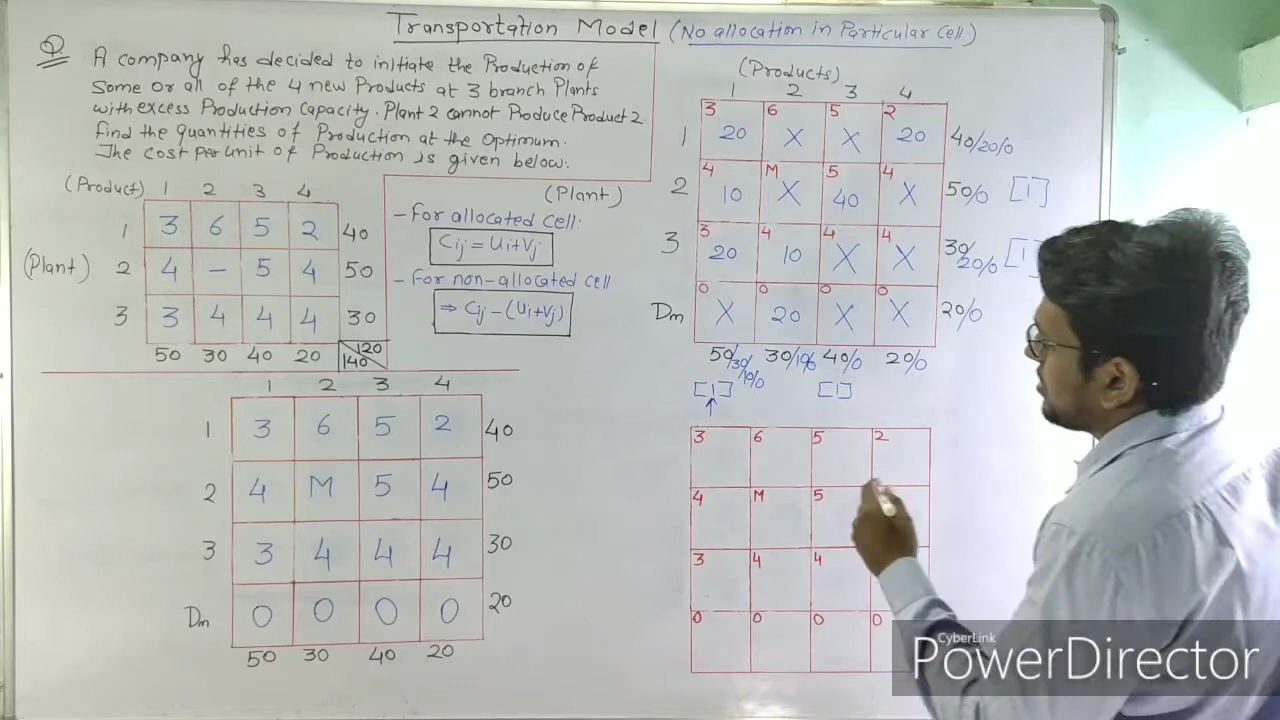 Transportation Model (No allocation in Particular Cell)
Q A company has decided to initiate the Production of
Some or all of the 4 new Products at 3 branch Plants
with excess Production Capacity. Plant 2 cannot Produce Product 2
find the quantities of Production at the Optimum.
The cost per unit of Production is given below:
(Product) 1 2 3 4
1 3 6 5 2 40
(Plant) 2 4 – 5 4 50
3 3 4 4 4 30
50 30 40 20 120
140
(Plant)
- for allocated cell:
Cij = Ui+Vj
- for non-allocated cell
⇒ Cij – (Ui+Vj)
1 2 3 4
1 3 6 5 2 40
2 4 M 5 4 50
3 3 4 4 4 30
Dm 0 0 0 0 20
50 30 40 20
(Products)
1 2 3 4
3 6 5 2
1 20 X X 20 40/20/0
4 M 5 4
2 10 X 40 X 50/0 [1]
3 4 4 4
3 20 10 X X 30/20/0 [1]
0 0 0 0
Dm X 20 X X 20/0
50/30/10/0 30/10/0 40/0 20/0
[1] [1]
↑
3 6 5 2
4 M 5
3 4 4
0 0 0 0
CyberLink
PowerDirector